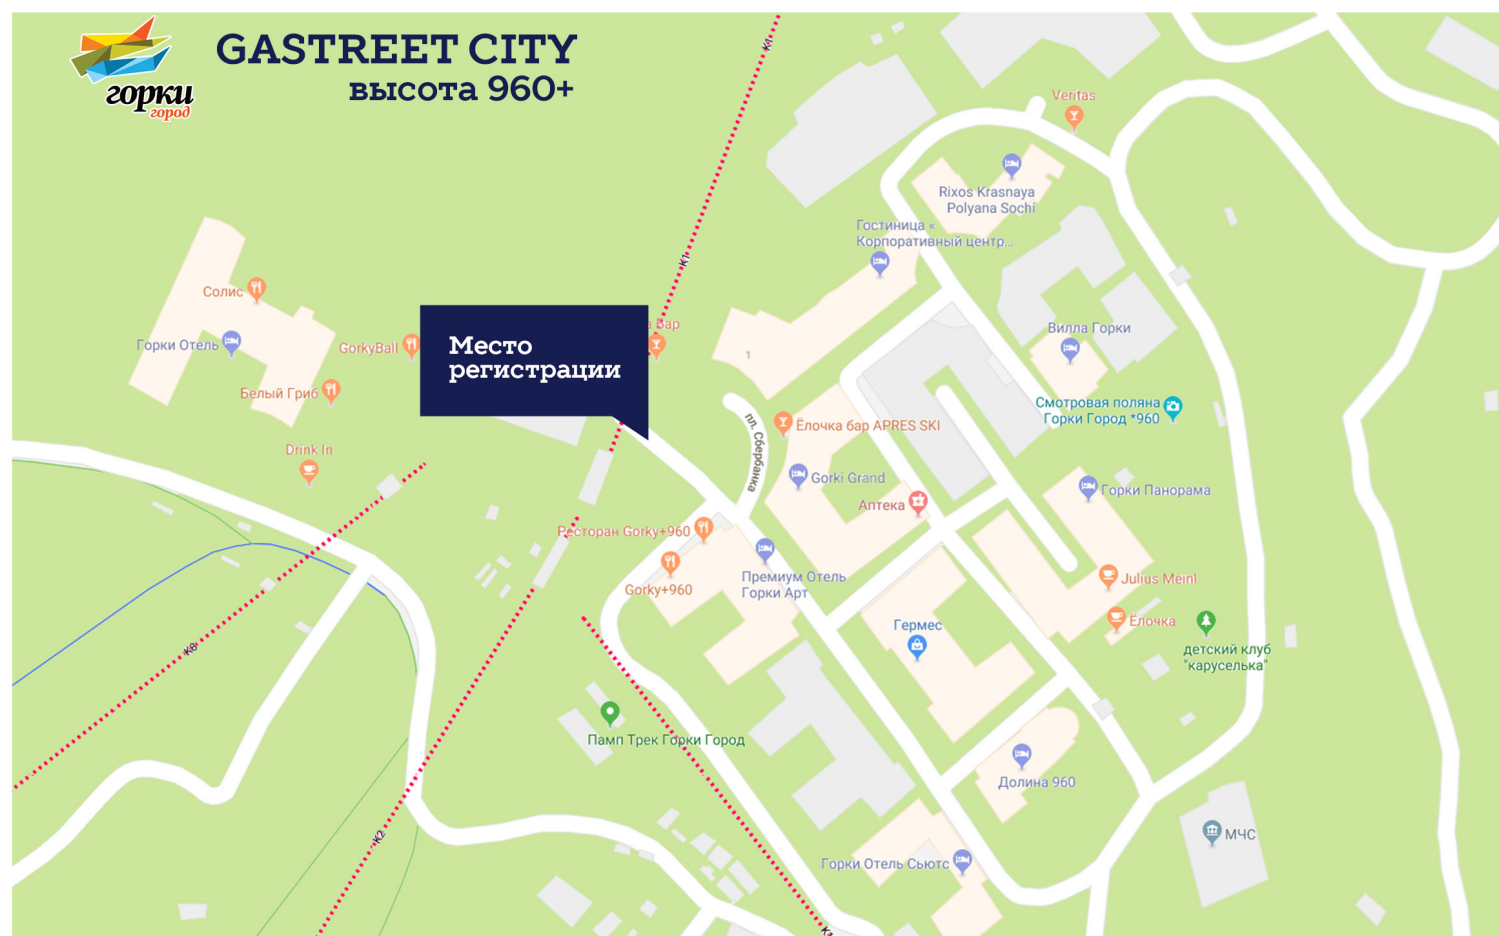 горки
город
GASTREET CITY
высота 960+
К1
Veritas
Rixos Krasnaya
Polyana Sochi
Гостиница «
Корпоративный центр...
К1
Солис
Горки Отель
GorkyBall
Место
регистрации
Бар
1
Вилла Горки
Белый Гриб
Смотровая поляна
Горки Город *960
Ёлочка бар APRES SKI
пл. Сбербанка
Drink In
Gorki Grand
Горки Панорама
Аптека
Ресторан Gorky+960
Премиум Отель
Горки Арт
Gorky+960
Julius Meinl
Ёлочка
Гермес
детский клуб
"каруселька"
К8
Памп Трек Горки Город
Долина 960
К2
МЧС
Горки Отель Сьютс